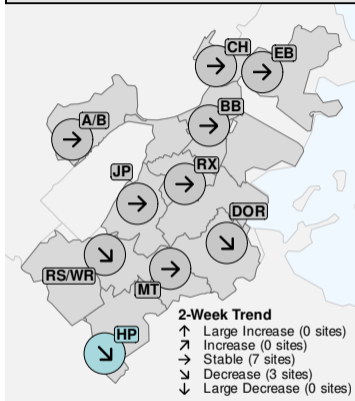 CH
EB
BB
A/B
RX
JP
DOR
RS/WR
MT
HP
2-Week Trend
↑ Large Increase (0 sites)
↗ Increase (0 sites)
→ Stable (7 sites)
↘ Decrease (3 sites)
↓ Large Decrease (0 sites)